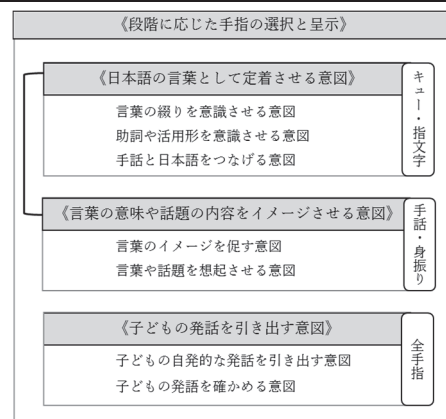 《段階に応じた手指の選択と呈示》
《日本語の言葉として定着させる意図》
言葉の綴りを意識させる意図
助詞や活用形を意識させる意図
手話と日本語をつなげる意図
キュー・指文字
《言葉の意味や話題の内容をイメージさせる意図》
言葉のイメージを促す意図
言葉や話題を想起させる意図
手話・身振り
《子どもの発話を引き出す意図》
子どもの自発的な発話を引き出す意図
子どもの発語を確かめる意図
全手指